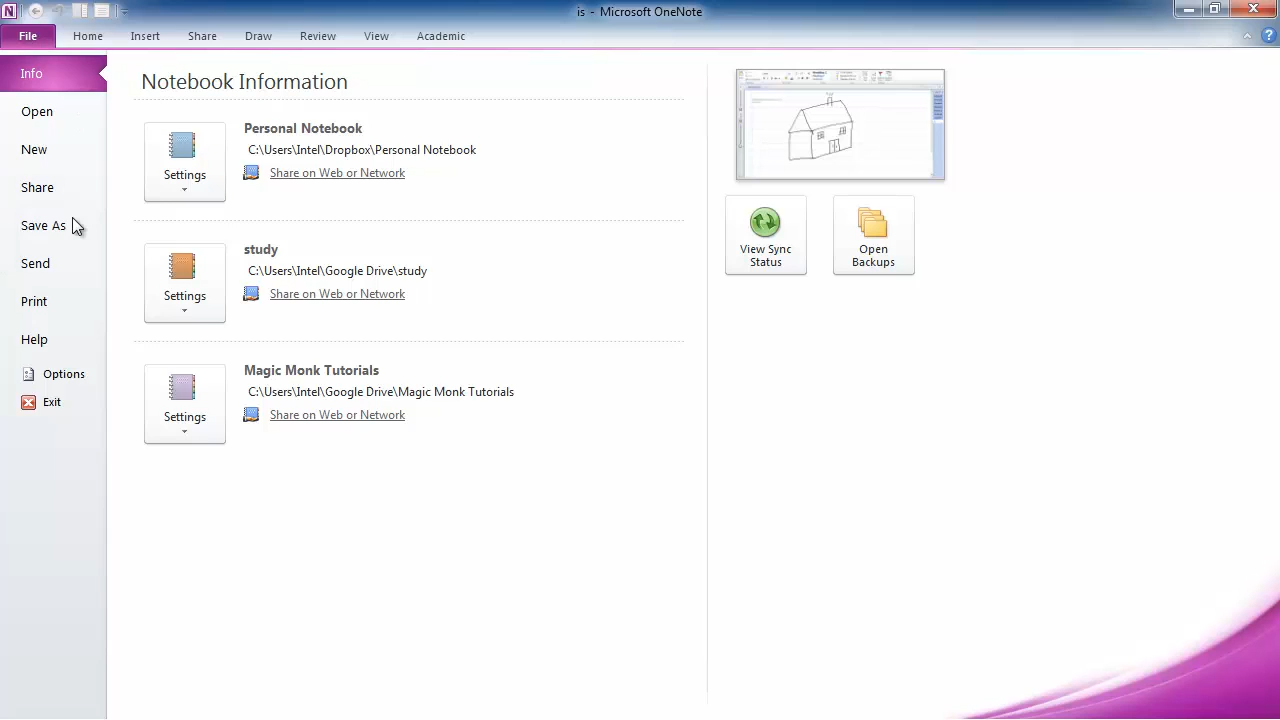 is - Microsoft OneNote
File Home Insert Share Draw Review View Academic
Info
Open
New
Share
Save As
Send
Print
Help
Options
Exit
Notebook Information
Settings
Personal Notebook
C:\Users\Intel\Dropbox\Personal Notebook
Share on Web or Network
Settings
study
C:\Users\Intel\Google Drive\study
Share on Web or Network
Settings
Magic Monk Tutorials
C:\Users\Intel\Google Drive\Magic Monk Tutorials
Share on Web or Network
View Sync
Status
Open
Backups